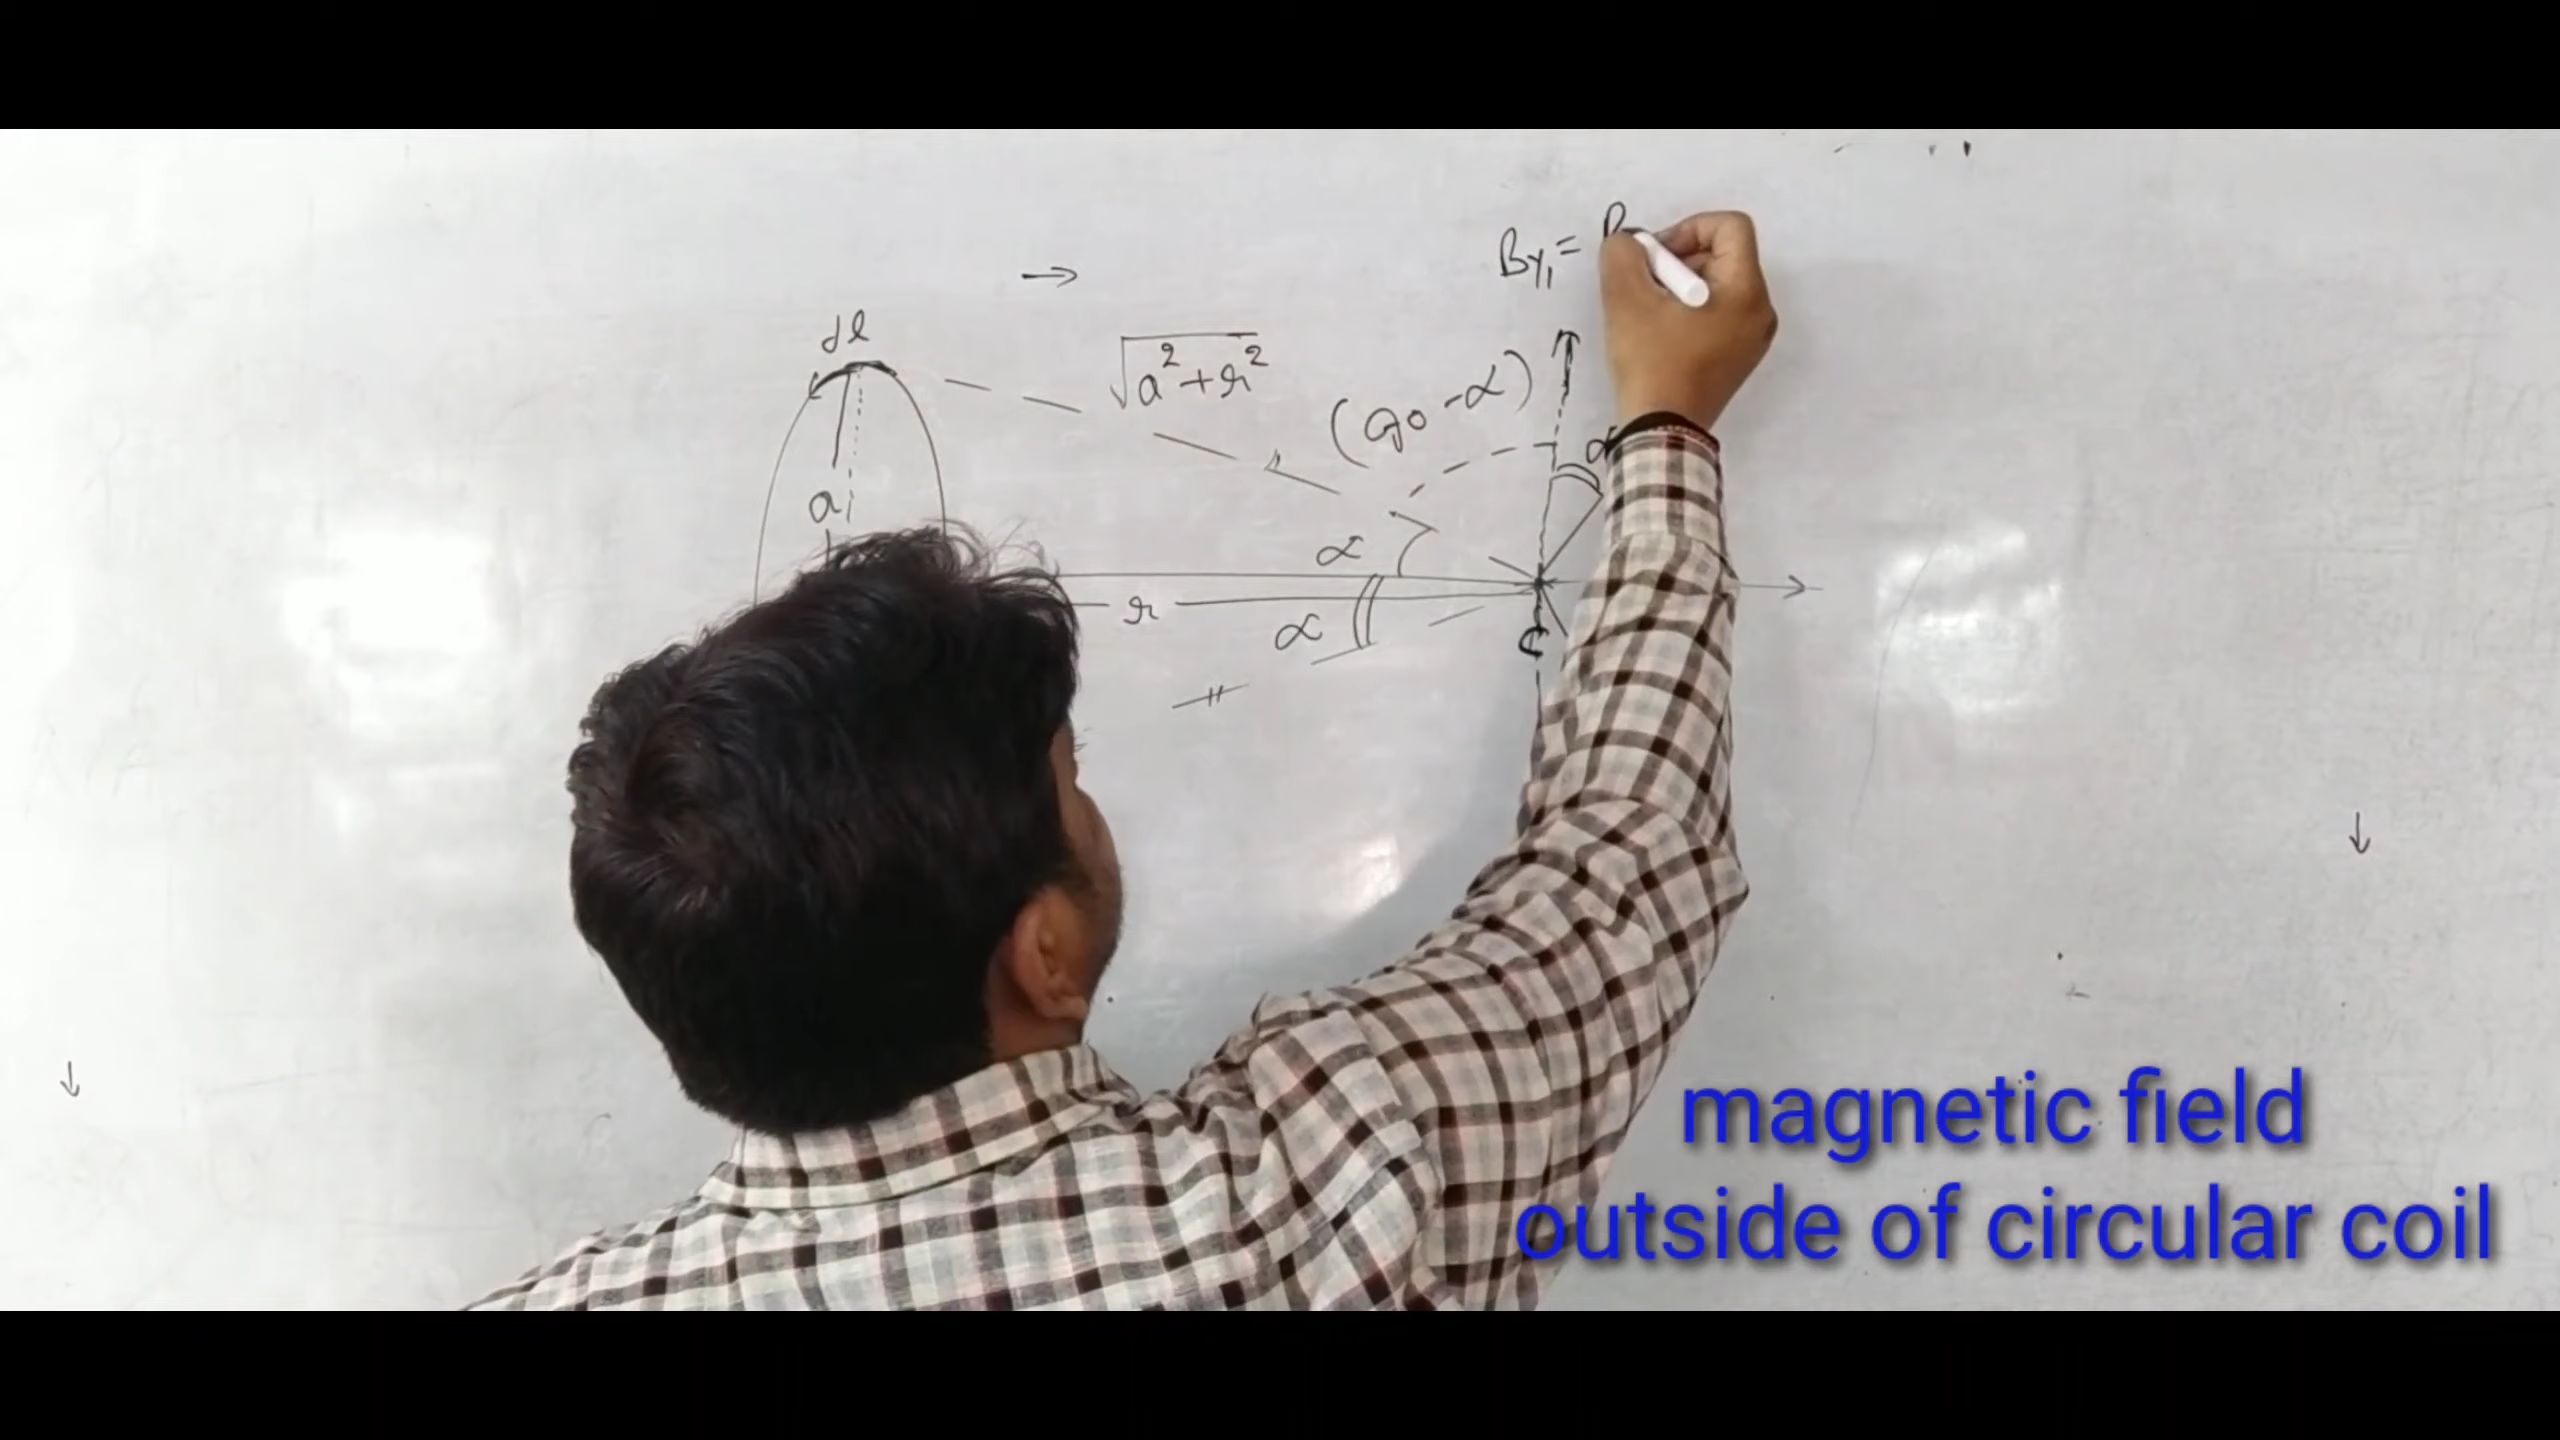 By₁ = B
dl
√a²+r²
(90-α)
α
a
α
r
α
magnetic field
outside of circular coil